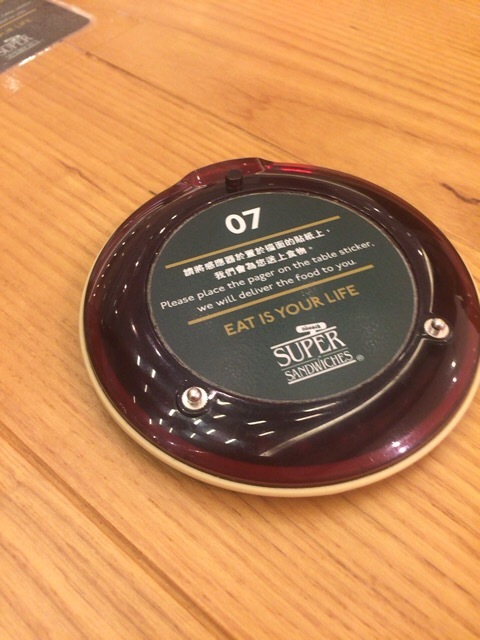 07
請將感應器於置於檯面的貼紙上，
我們會為您送上食物。
Please place the pager on the table sticker,
we will deliver the food to you.
EAT IS YOUR LIFE
SUPER
SANDWICHES®